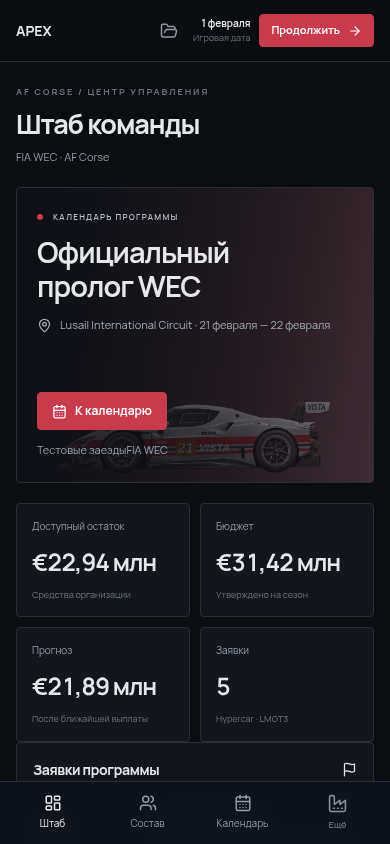 APEX
1 февраля
Игровая дата
Продолжить
AF CORSE / ЦЕНТР УПРАВЛЕНИЯ
Штаб команды
FIA WEC · AF Corse
КАЛЕНДАРЬ ПРОГРАММЫ
Официальный
пролог WEC
Lusail International Circuit · 21 февраля — 22 февраля
К календарю
VISTA
21 VISTA
Тестовые заездыFIA WEC
Доступный остаток
€22,94 млн
Средства организации
Бюджет
€31,42 млн
Утверждено на сезон
Прогноз
€21,89 млн
После ближайшей выплаты
Заявки
5
Hypercar · LMGT3
Заявки программы
Штаб
Состав
Календарь
Ещё